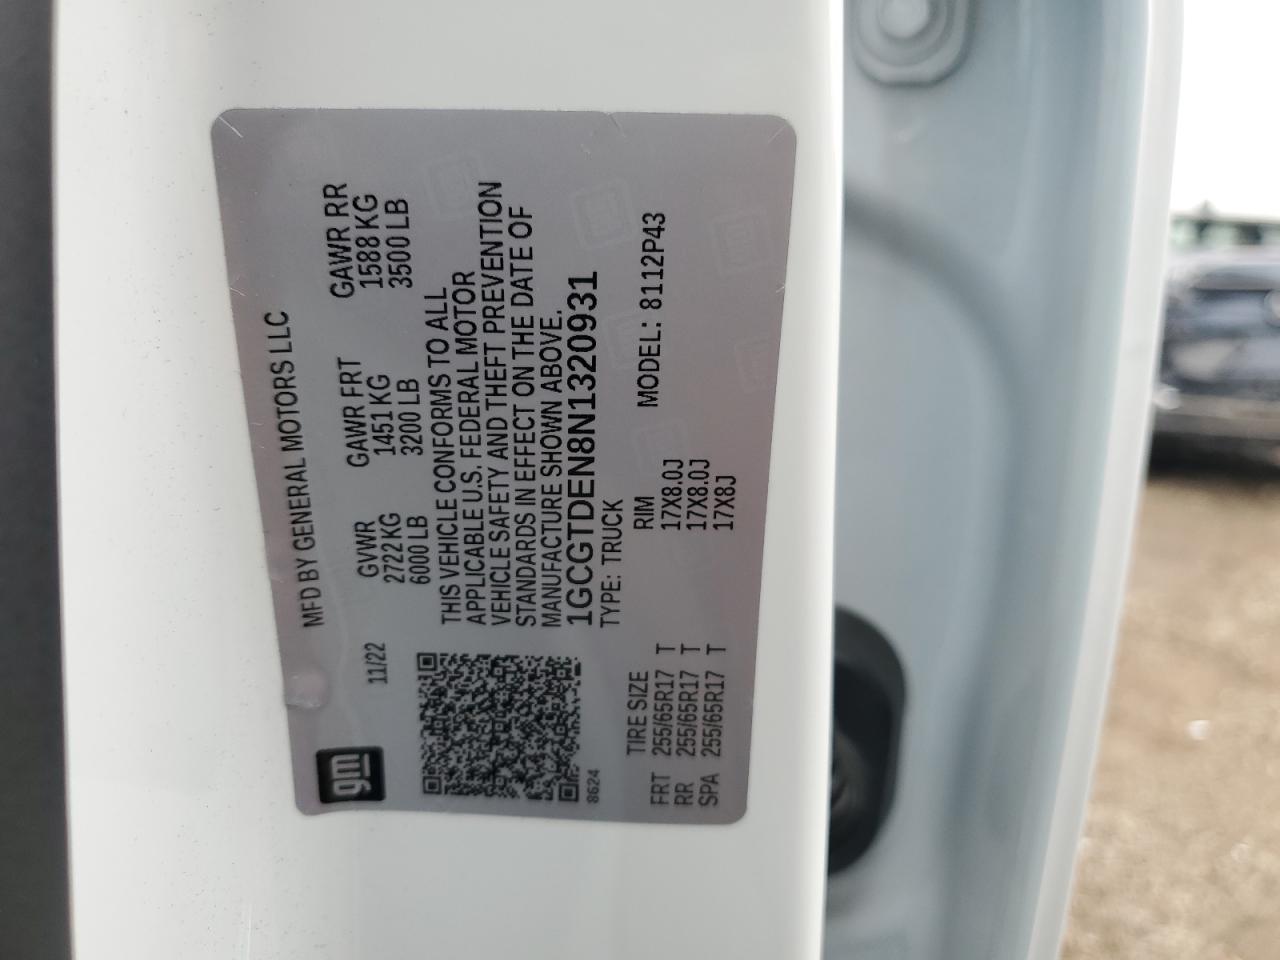 gm
11/22
MFD BY GENERAL MOTORS LLC
GVWR GAWR FRT GAWR RR
2722 KG 1451 KG 1588 KG
6000 LB 3200 LB 3500 LB
THIS VEHICLE CONFORMS TO ALL
APPLICABLE U.S. FEDERAL MOTOR
VEHICLE SAFETY AND THEFT PREVENTION
STANDARDS IN EFFECT ON THE DATE OF
MANUFACTURE SHOWN ABOVE.
1GCGTDEN8N1320931
8624
TYPE: TRUCK
MODEL: 8112P43
TIRE SIZE RIM
FRT 255/65R17 T 17X8.0J
RR 255/65R17 T 17X8.0J
SPA 255/65R17 T 17X8J